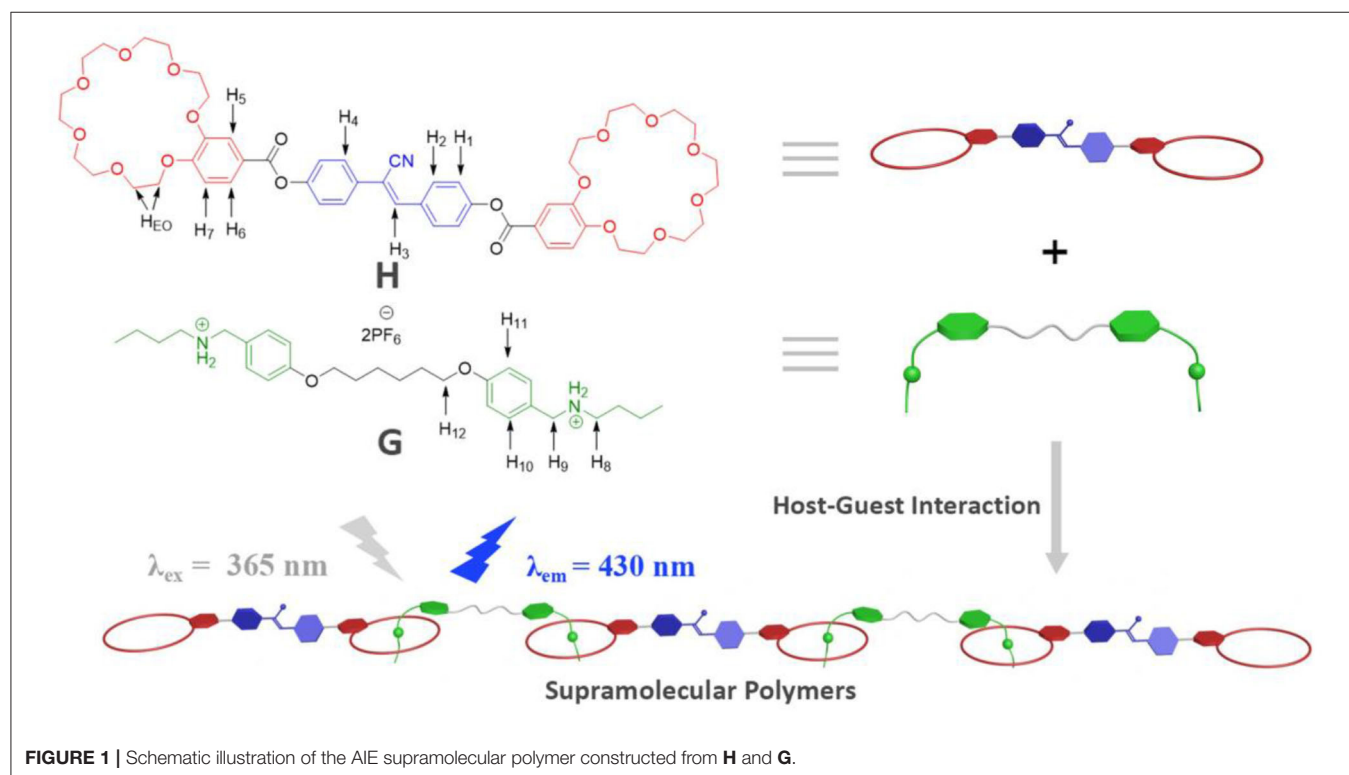 O
O
O
O
O
O
O
H5
H4
H2
H1
CN
O
O
HEO
H7
H6
H3
O
O
O
O
O
O
O
O
O
H
+
⊖
2PF6
⊕
N
H2
O
O
H11
H2
N
⊕
G
H12
H10
H9
H8
Host-Guest Interaction
λex = 365 nm
λem = 430 nm
Supramolecular Polymers
FIGURE 1 | Schematic illustration of the AIE supramolecular polymer constructed from H and G.